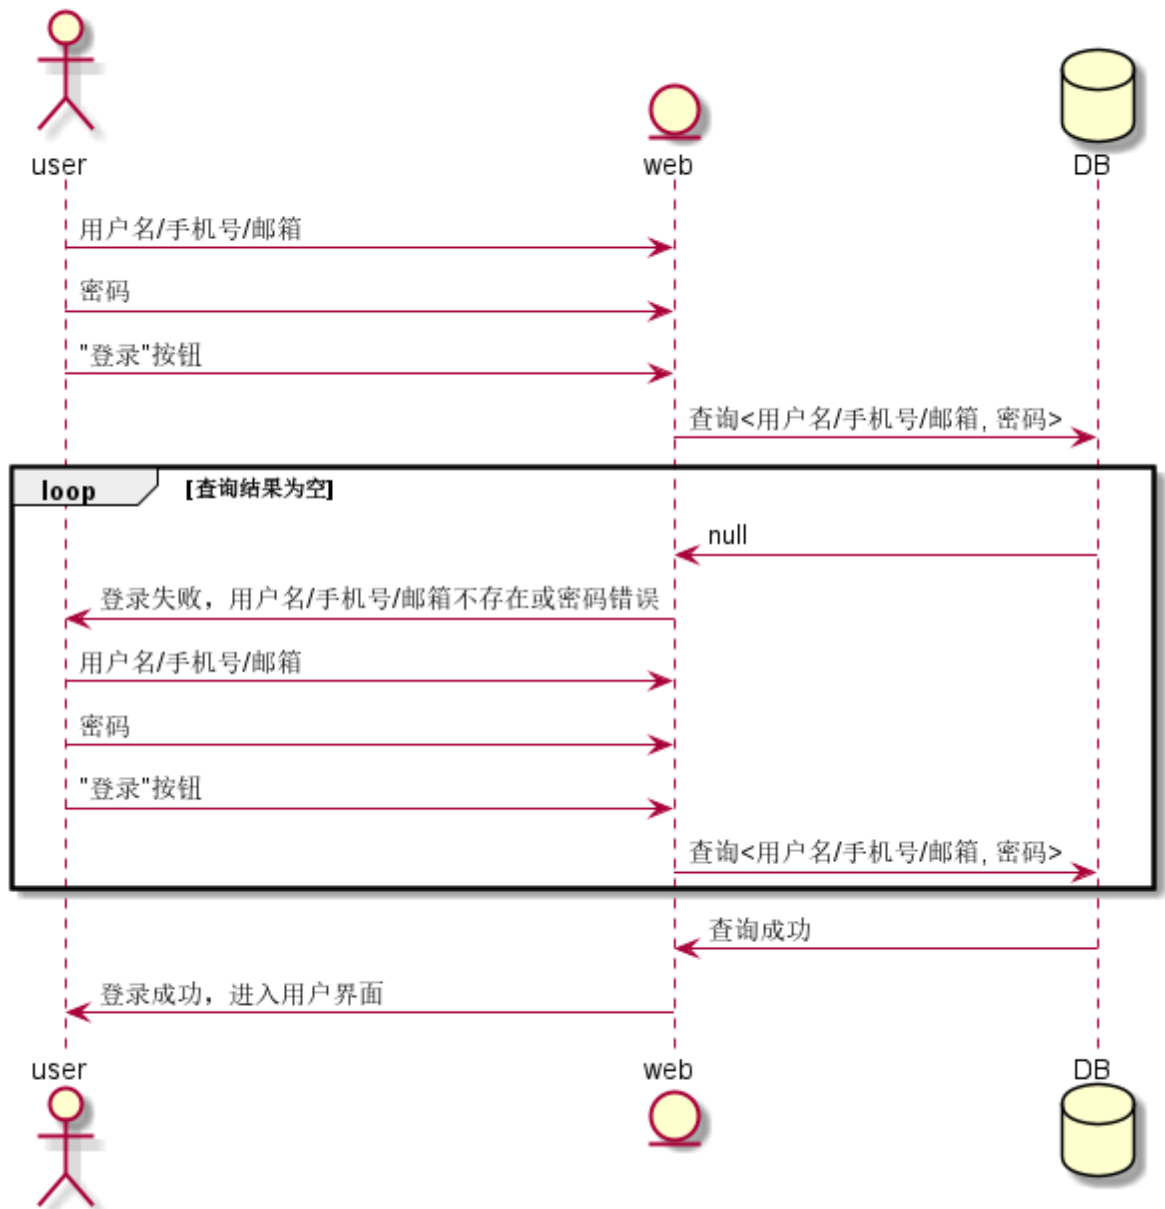 user
web
DB
用户名/手机号/邮箱
密码
"登录"按钮
查询<用户名/手机号/邮箱, 密码>
loop
[查询结果为空]
null
登录失败，用户名/手机号/邮箱不存在或密码错误
用户名/手机号/邮箱
密码
"登录"按钮
查询<用户名/手机号/邮箱, 密码>
查询成功
登录成功，进入用户界面
user
web
DB